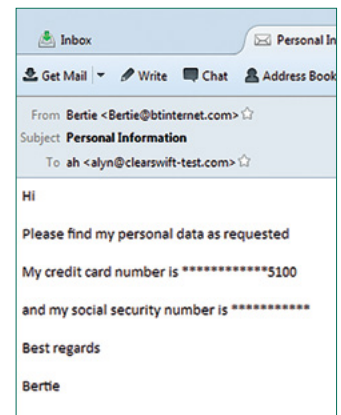 Inbox
Personal In
Get Mail Write Chat Address Book
From Bertie <Bertie@btinternet.com>
Subject Personal Information
To ah <alyn@clearswift-test.com>
Hi
Please find my personal data as requested
My credit card number is ************5100
and my social security number is ***********
Best regards
Bertie